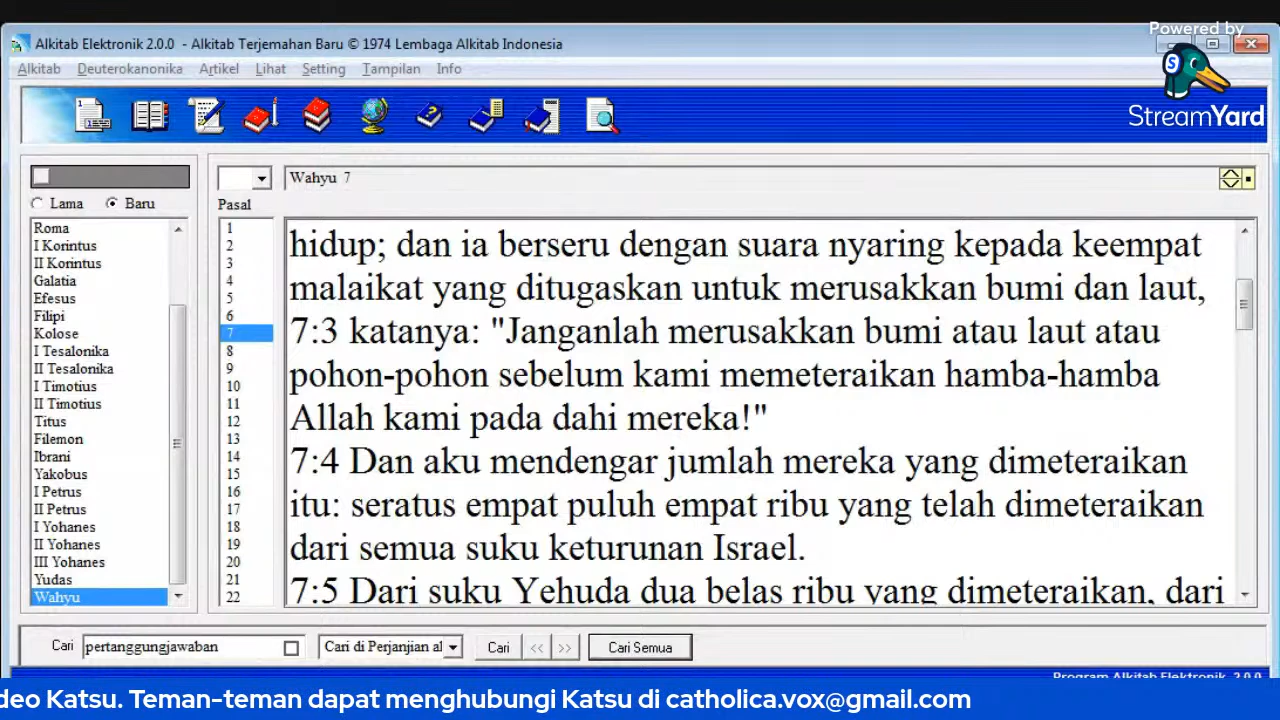 Powered by
StreamYard
Alkitab Elektronik 2.0.0 - Alkitab Terjemahan Baru © 1974 Lembaga Alkitab Indonesia
Alkitab Deuterokanonika Artikel Lihat Setting Tampilan Info
Wahyu 7
Lama Baru
Pasal
Roma
I Korintus
II Korintus
Galatia
Efesus
Filipi
Kolose
I Tesalonika
II Tesalonika
I Timotius
II Timotius
Titus
Filemon
Ibrani
Yakobus
I Petrus
II Petrus
I Yohanes
II Yohanes
III Yohanes
Yudas
Wahyu
1
2
3
4
5
6
7
8
9
10
11
12
13
14
15
16
17
18
19
20
21
22
hidup; dan ia berseru dengan suara nyaring kepada keempat
malaikat yang ditugaskan untuk merusakkan bumi dan laut,
7:3 katanya: "Janganlah merusakkan bumi atau laut atau
pohon-pohon sebelum kami memeteraikan hamba-hamba
Allah kami pada dahi mereka!"
7:4 Dan aku mendengar jumlah mereka yang dimeteraikan
itu: seratus empat puluh empat ribu yang telah dimeteraikan
dari semua suku keturunan Israel.
7:5 Dari suku Yehuda dua belas ribu yang dimeteraikan, dari
Cari pertanggungjawaban Cari di Perjanjian al Cari << >> Cari Semua
Program Alkitab Elektronik 2.0.0
deo Katsu. Teman-teman dapat menghubungi Katsu di catholica.vox@gmail.com